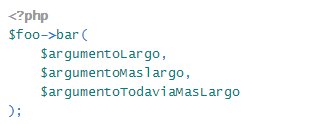 <?php
$foo->bar(
    $argumentoLargo,
    $argumentoMaslargo,
    $argumentoTodaviaMasLargo
);